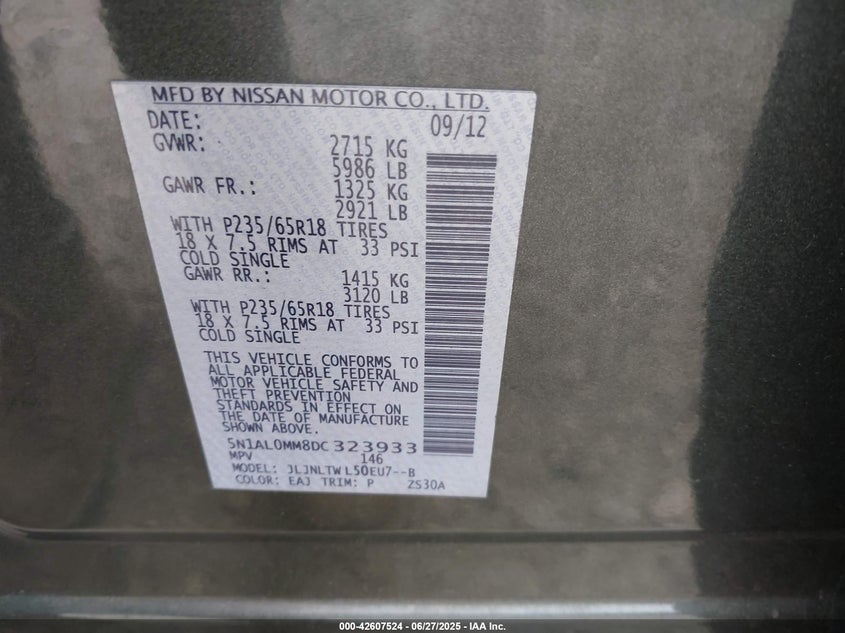 MFD BY NISSAN MOTOR CO., LTD.
DATE: 09/12
GVWR: 2715 KG
5986 LB
GAWR FR.: 1325 KG
2921 LB
WITH P235/65R18 TIRES
18 X 7.5 RIMS AT 33 PSI
COLD SINGLE
GAWR RR.: 1415 KG
3120 LB
WITH P235/65R18 TIRES
18 X 7.5 RIMS AT 33 PSI
COLD SINGLE
THIS VEHICLE CONFORMS TO
ALL APPLICABLE FEDERAL
MOTOR VEHICLE SAFETY AND
THEFT PREVENTION
STANDARDS IN EFFECT ON
THE DATE OF MANUFACTURE
SHOWN ABOVE.
5N1AL0MM8DC323933
MPV 146
MODEL: JLJNLTWL50EU7--B
COLOR: EAJ TRIM: P ZS30A
000-42607524 - 06/27/2025 - IAA Inc.